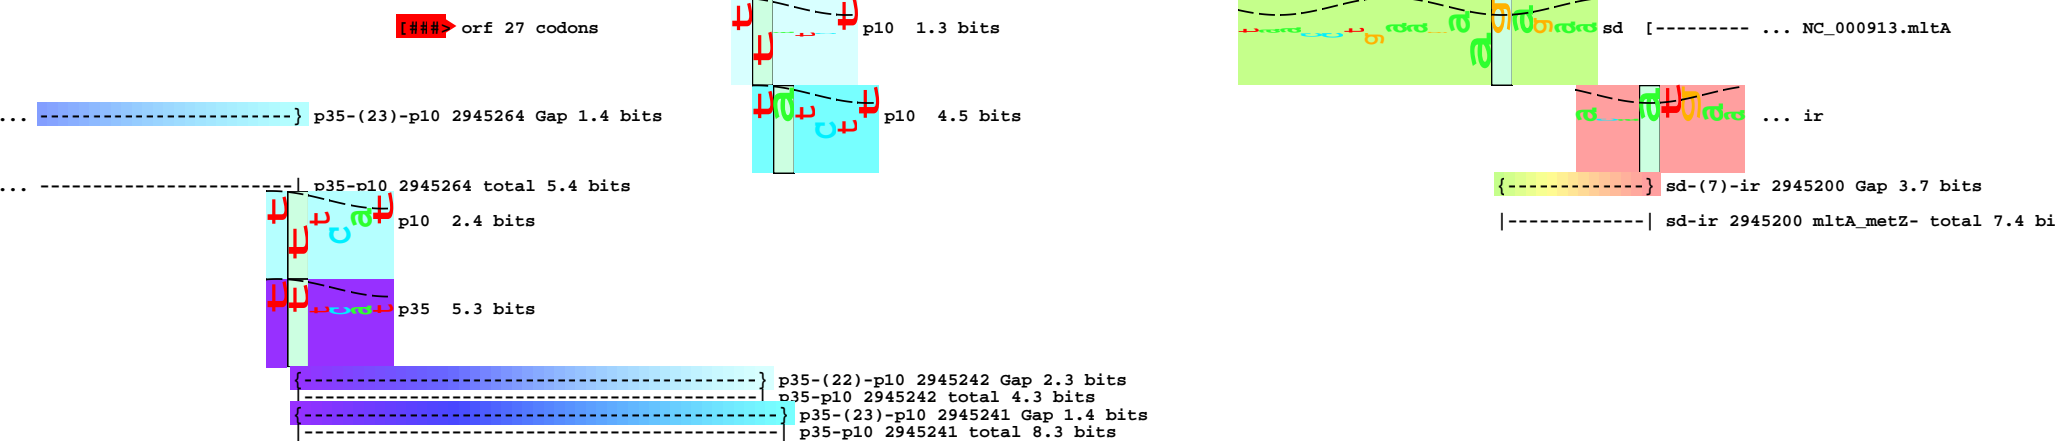 [###> orf 27 codons
p10 1.3 bits
sd [--------- ... NC_000913.mltA
... ------------------------} p35-(23)-p10 2945264 Gap 1.4 bits
p10 4.5 bits
... ir
... ------------------------| p35-p10 2945264 total 5.4 bits
{-------------} sd-(7)-ir 2945200 Gap 3.7 bits
p10 2.4 bits
|-------------| sd-ir 2945200 mltA_metZ- total 7.4 bi
p35 5.3 bits
{-------------------------------------------} p35-(22)-p10 2945242 Gap 2.3 bits
|-------------------------------------------| p35-p10 2945242 total 4.3 bits
{---------------------------------------------} p35-(23)-p10 2945241 Gap 1.4 bits
|---------------------------------------------| p35-p10 2945241 total 8.3 bits